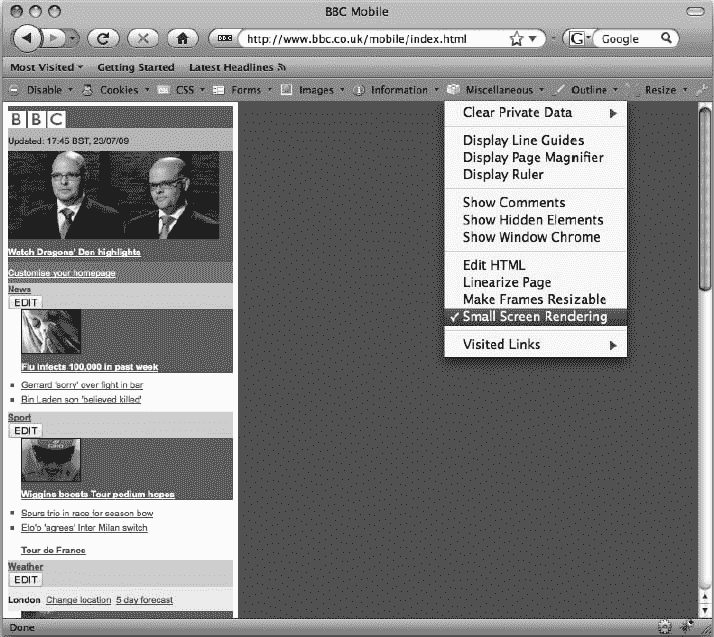 BBC Mobile
BBC http://www.bbc.co.uk/mobile/index.html G Google
Most Visited Getting Started Latest Headlines
Disable Cookies CSS Forms Images Information Miscellaneous Outline Resize
BBC
Updated: 17:45 BST, 23/07/09
Watch Dragons' Den highlights
Customise your homepage
News
EDIT
Flu infects 100,000 in past week
Gerrard 'sorry' over fight in bar
Bin Laden son 'believed killed'
Sport
EDIT
Wiggins boosts Tour podium hopes
Spurs trio in race for season bow
Eto'o 'agrees' Inter Milan switch
Tour de France
Weather
EDIT
London Change location 5 day forecast
Clear Private Data
Display Line Guides
Display Page Magnifier
Display Ruler
Show Comments
Show Hidden Elements
Show Window Chrome
Edit HTML
Linearize Page
Make Frames Resizable
✓ Small Screen Rendering
Visited Links
Done